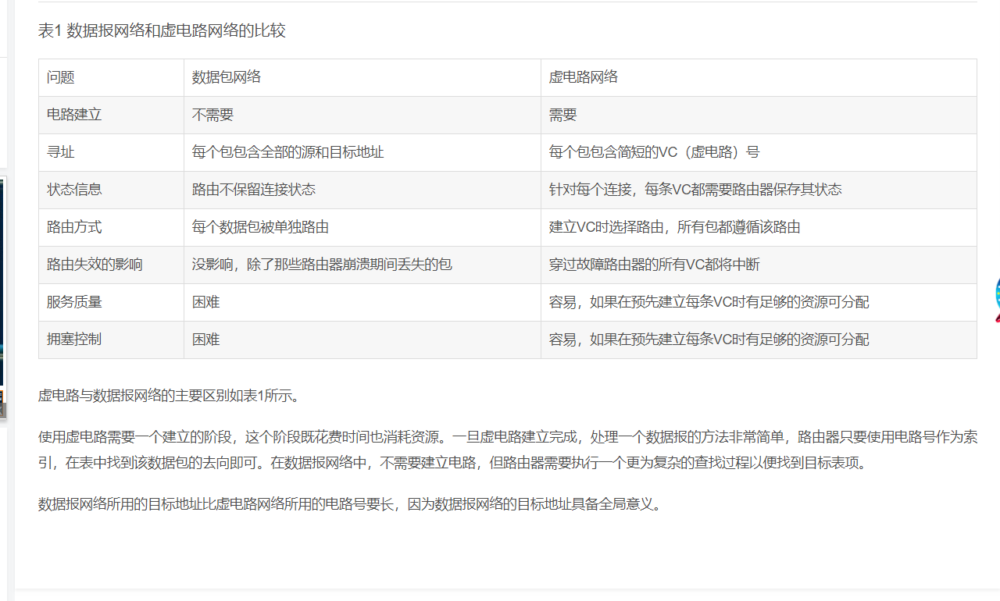 表1 数据报网络和虚电路网络的比较
问题 数据包网络 虚电路网络
电路建立 不需要 需要
寻址 每个包包含全部的源和目标地址 每个包包含简短的VC（虚电路）号
状态信息 路由不保留连接状态 针对每个连接，每条VC都需要路由器保存其状态
路由方式 每个数据包被单独路由 建立VC时选择路由，所有包都遵循该路由
路由失效的影响 没影响，除了那些路由器崩溃期间丢失的包 穿过故障路由器的所有VC都将中断
服务质量 困难 容易，如果在预先建立每条VC时有足够的资源可分配
拥塞控制 困难 容易，如果在预先建立每条VC时有足够的资源可分配
虚电路与数据报网络的主要区别如表1所示。
使用虚电路需要一个建立的阶段，这个阶段既花费时间也消耗资源。一旦虚电路建立完成，处理一个数据报的方法非常简单，路由器只要使用电路号作为索
引，在表中找到该数据包的去向即可。在数据报网络中，不需要建立电路，但路由器需要执行一个更为复杂的查找过程以便找到目标表项。
数据报网络所用的目标地址比虚电路网络所用的电路号要长，因为数据报网络的目标地址具备全局意义。